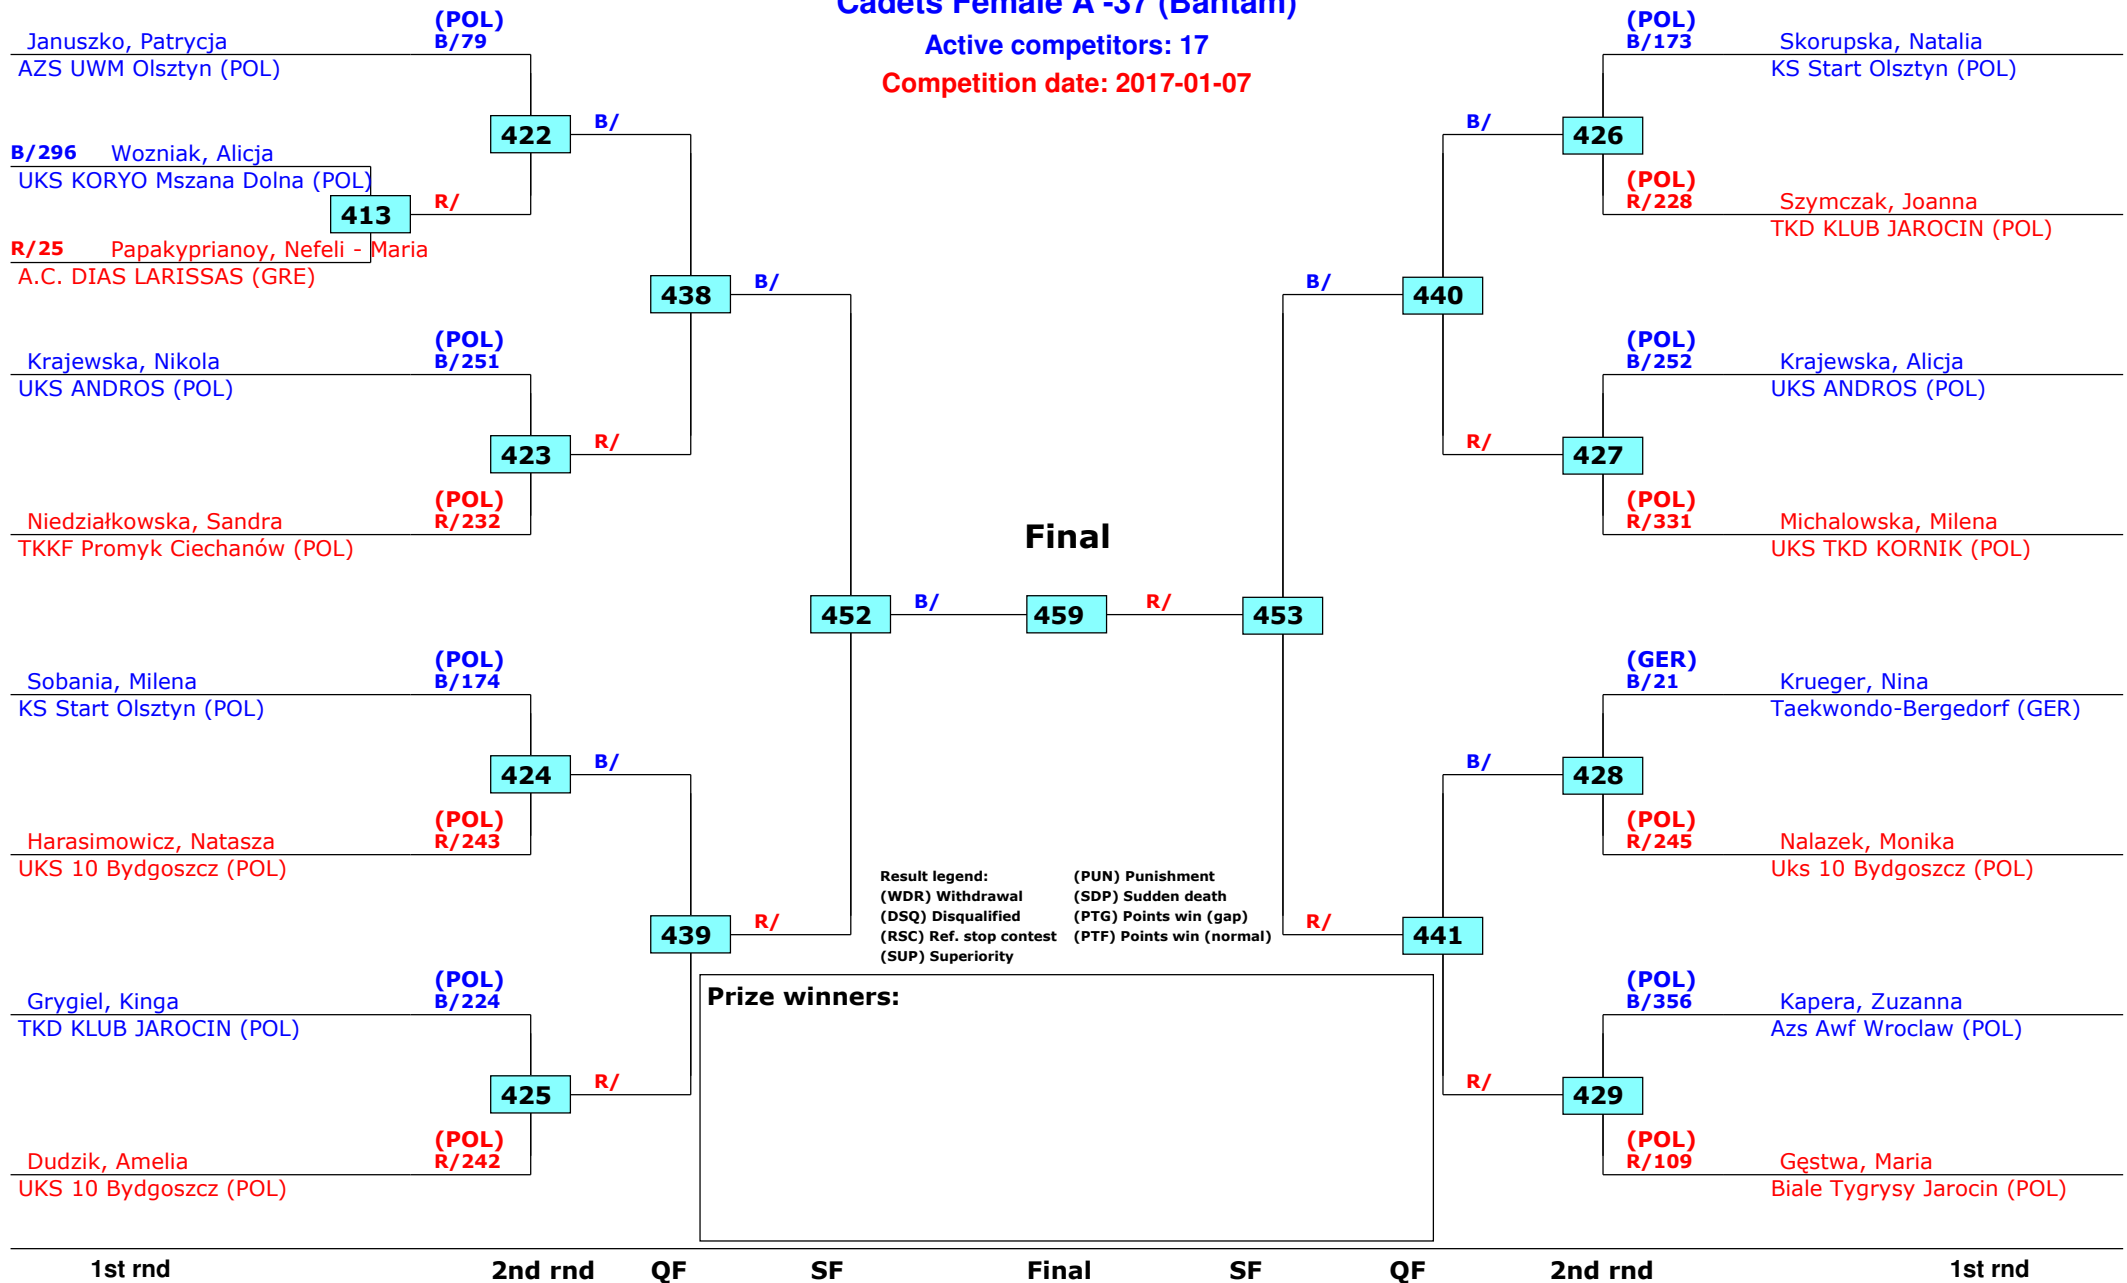 Cadets Female A -37 (Bantam)
Active competitors: 17
Competition date: 2017-01-07
(POL)
Januszko, Patrycja B/79
AZS UWM Olsztyn (POL)
422 B/
B/296 Wozniak, Alicja
UKS KORYO Mszana Dolna (POL)
413 R/
R/25 Papakyprianoy, Nefeli - Maria
A.C. DIAS LARISSAS (GRE)
438 B/
(POL)
Krajewska, Nikola B/251
UKS ANDROS (POL)
423 R/
(POL)
Niedziałkowska, Sandra R/232
TKKF Promyk Ciechanów (POL)
452 B/
(POL)
Sobania, Milena B/174
KS Start Olsztyn (POL)
424 B/
(POL)
Harasimowicz, Natasza R/243
UKS 10 Bydgoszcz (POL)
439 R/
(POL)
Grygiel, Kinga B/224
TKD KLUB JAROCIN (POL)
425 R/
(POL)
Dudzik, Amelia R/242
UKS 10 Bydgoszcz (POL)
Final
459
(POL)
B/173 Skorupska, Natalia
KS Start Olsztyn (POL)
B/ 426
(POL)
R/228 Szymczak, Joanna
TKD KLUB JAROCIN (POL)
B/ 440
(POL)
B/252 Krajewska, Alicja
UKS ANDROS (POL)
R/ 427
(POL)
R/331 Michalowska, Milena
UKS TKD KORNIK (POL)
R/ 453
(GER)
B/21 Krueger, Nina
Taekwondo-Bergedorf (GER)
B/ 428
(POL)
R/245 Nalazek, Monika
Uks 10 Bydgoszcz (POL)
R/ 441
(POL)
B/356 Kapera, Zuzanna
Azs Awf Wroclaw (POL)
R/ 429
(POL)
R/109 Gęstwa, Maria
Biale Tygrysy Jarocin (POL)
Result legend: (PUN) Punishment
(WDR) Withdrawal (SDP) Sudden death
(DSQ) Disqualified (PTG) Points win (gap)
(RSC) Ref. stop contest (PTF) Points win (normal)
(SUP) Superiority
Prize winners:
1st rnd 2nd rnd QF SF Final SF QF 2nd rnd 1st rnd